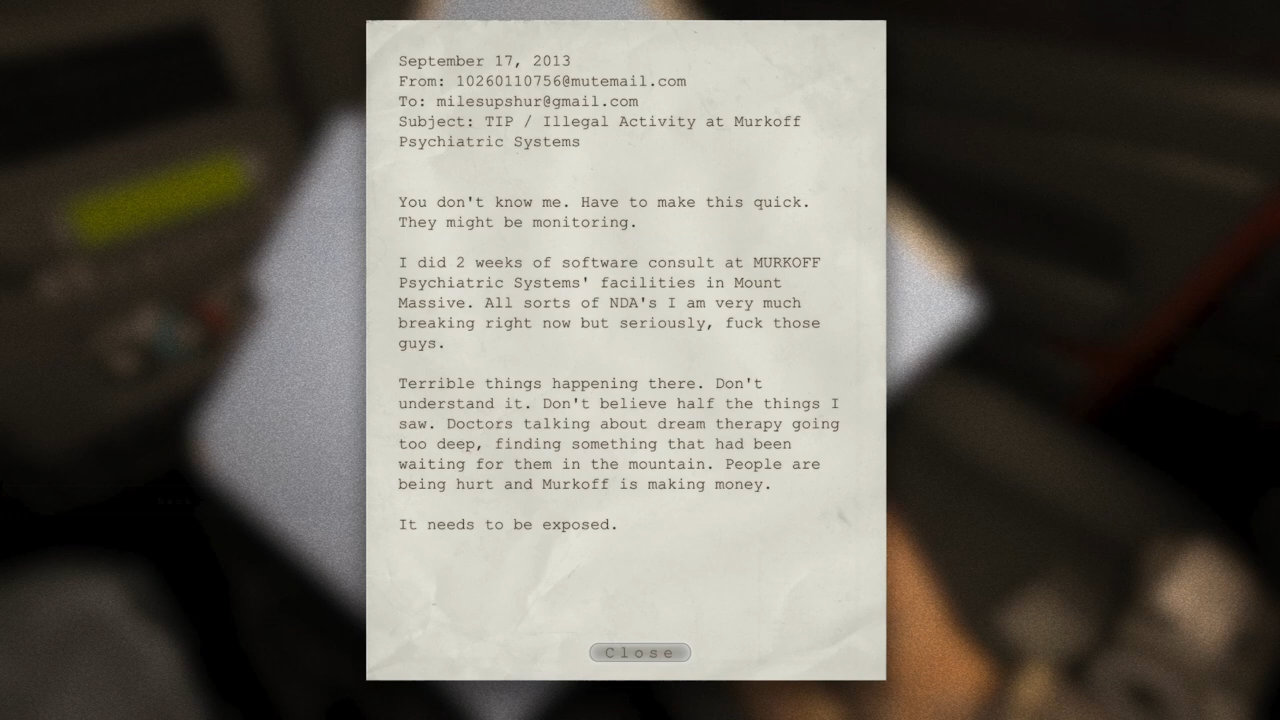 September 17, 2013
From: 10260110756@mutemail.com
To: milesupshur@gmail.com
Subject: TIP / Illegal Activity at Murkoff
Psychiatric Systems
You don't know me. Have to make this quick.
They might be monitoring.
I did 2 weeks of software consult at MURKOFF
Psychiatric Systems' facilities in Mount
Massive. All sorts of NDA's I am very much
breaking right now but seriously, fuck those
guys.
Terrible things happening there. Don't
understand it. Don't believe half the things I
saw. Doctors talking about dream therapy going
too deep, finding something that had been
waiting for them in the mountain. People are
being hurt and Murkoff is making money.
It needs to be exposed.
Close